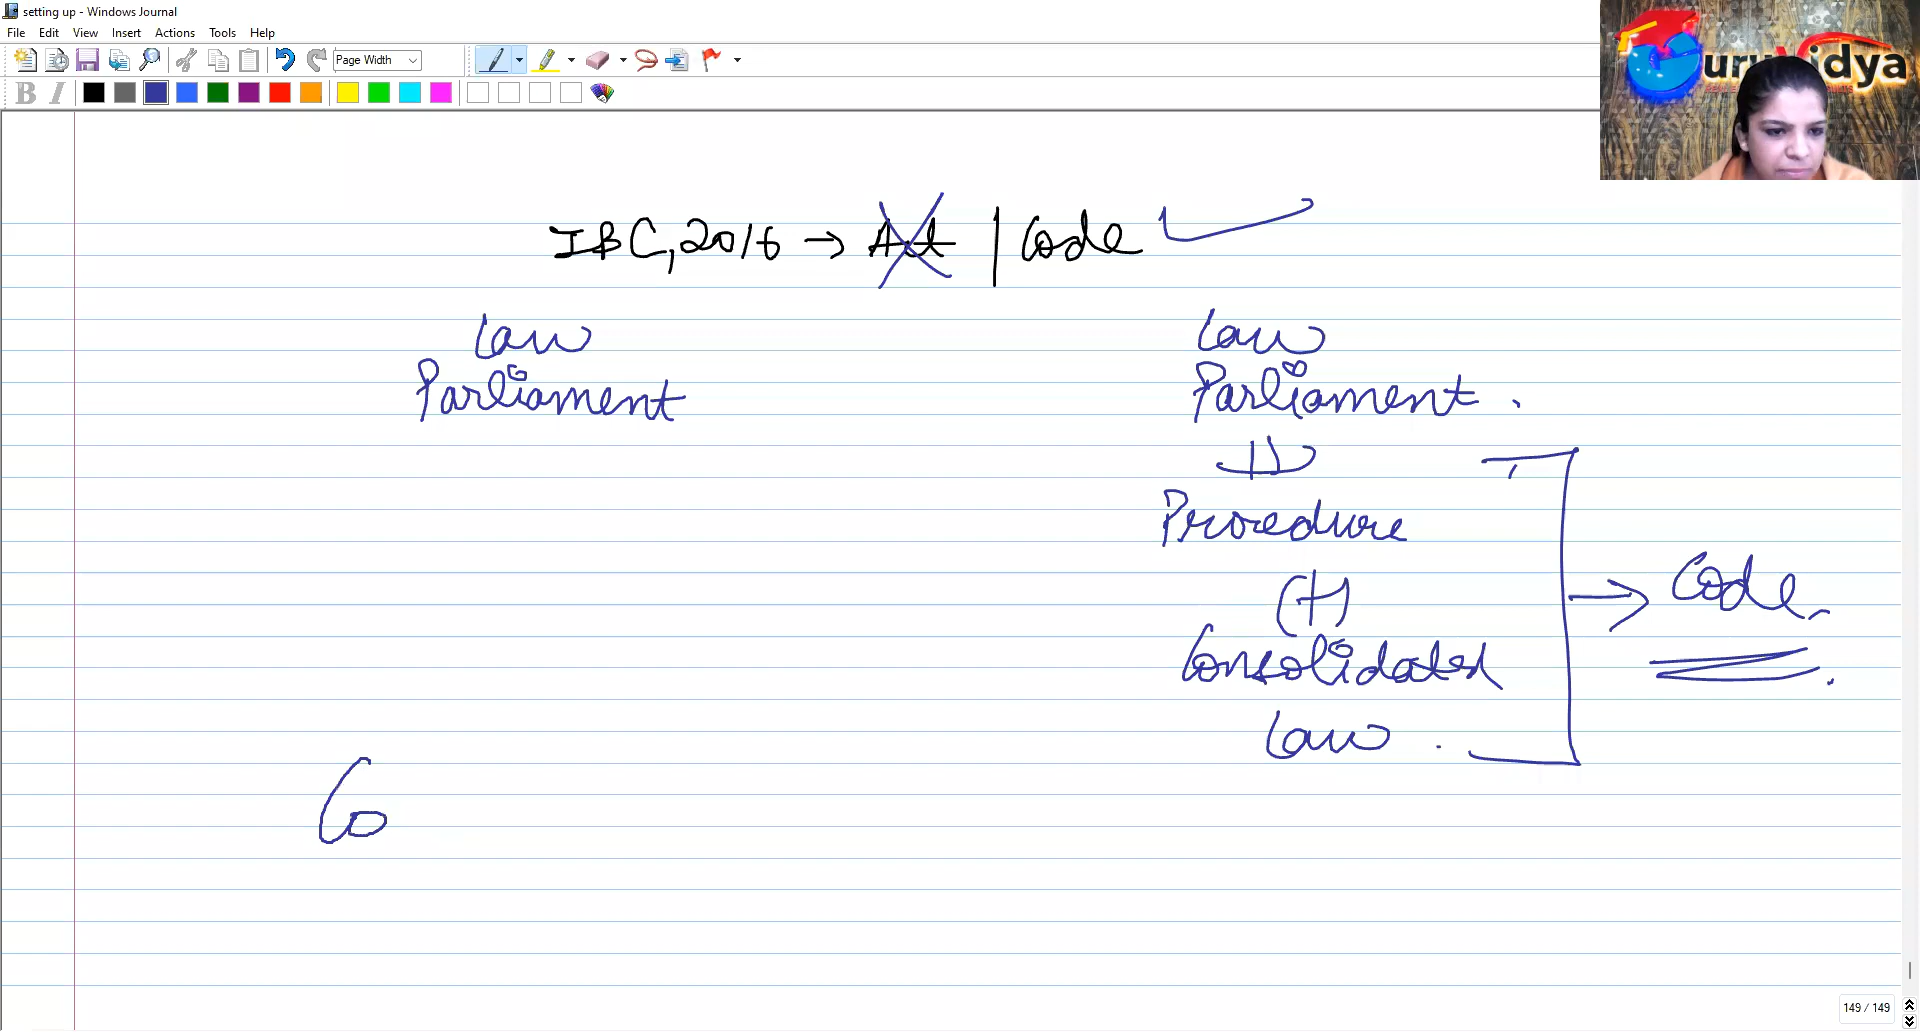 setting up - Windows Journal
File Edit View Insert Actions Tools Help
Page Width
B I
IBC, 2016 → Act | Code
Law
Parliament
Law
Parliament.
Procedure
(+)
Consolidated
Law.
→ Code.
Co
149 / 149